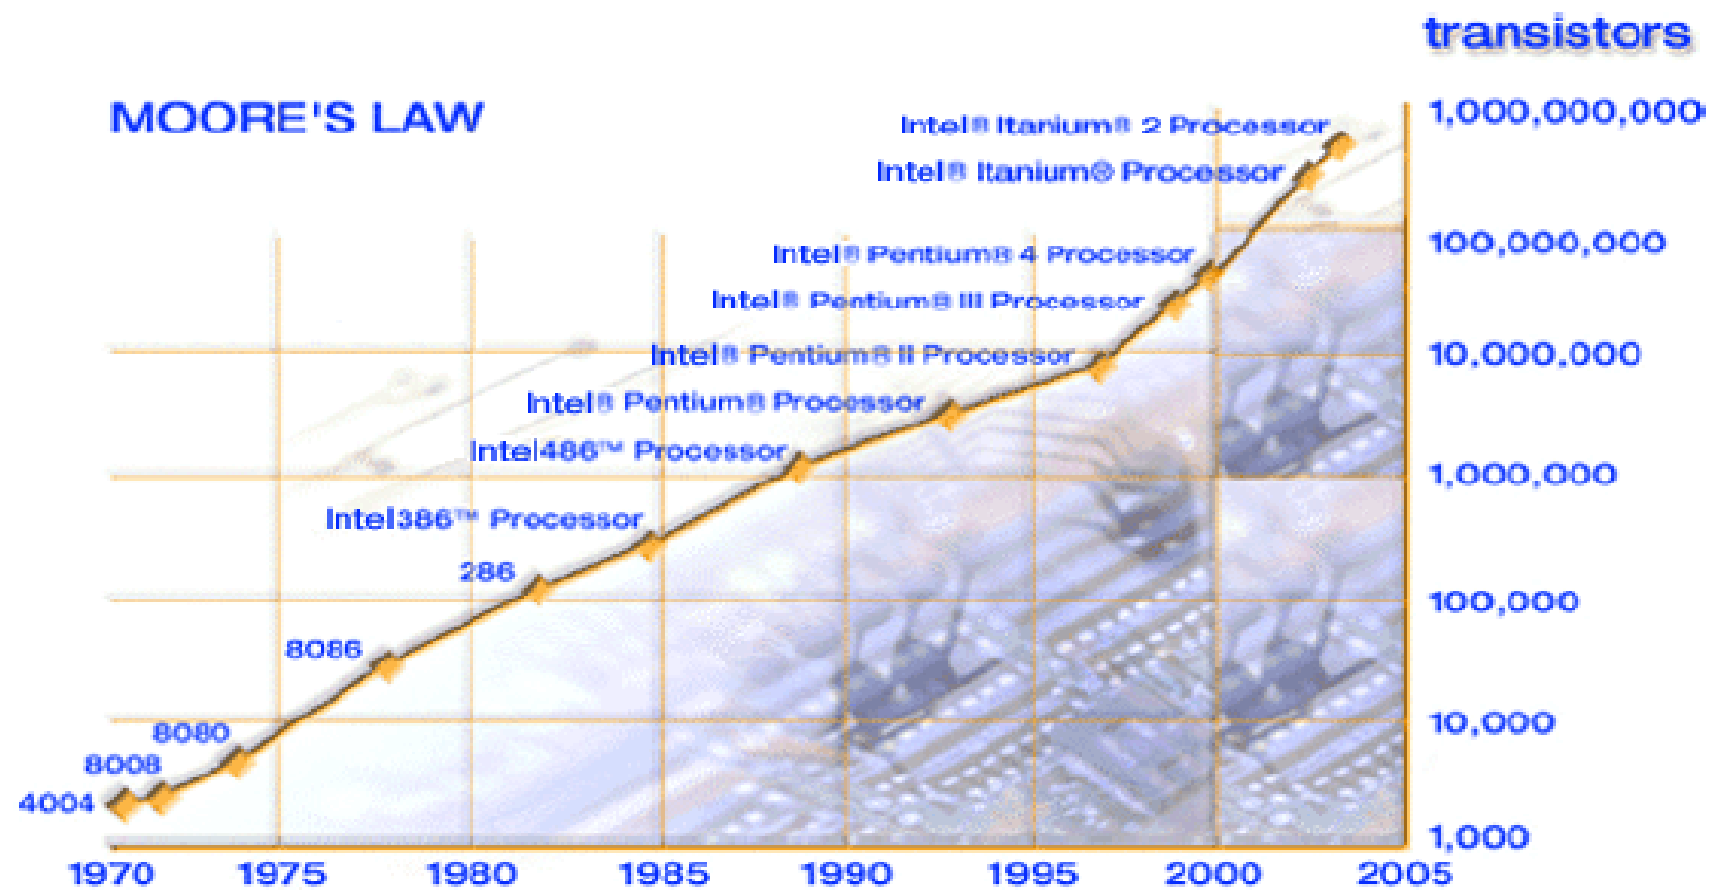 transistors
MOORE'S LAW
1,000,000,000
Intel® Itanium® 2 Processor
Intel® Itanium® Processor
100,000,000
Intel® Pentium® 4 Processor
Intel® Pentium® III Processor
10,000,000
Intel® Pentium® II Processor
Intel® Pentium® Processor
Intel486™ Processor
1,000,000
Intel386™ Processor
286
100,000
8086
10,000
8080
8008
4004
1,000
1970 1975 1980 1985 1990 1995 2000 2005